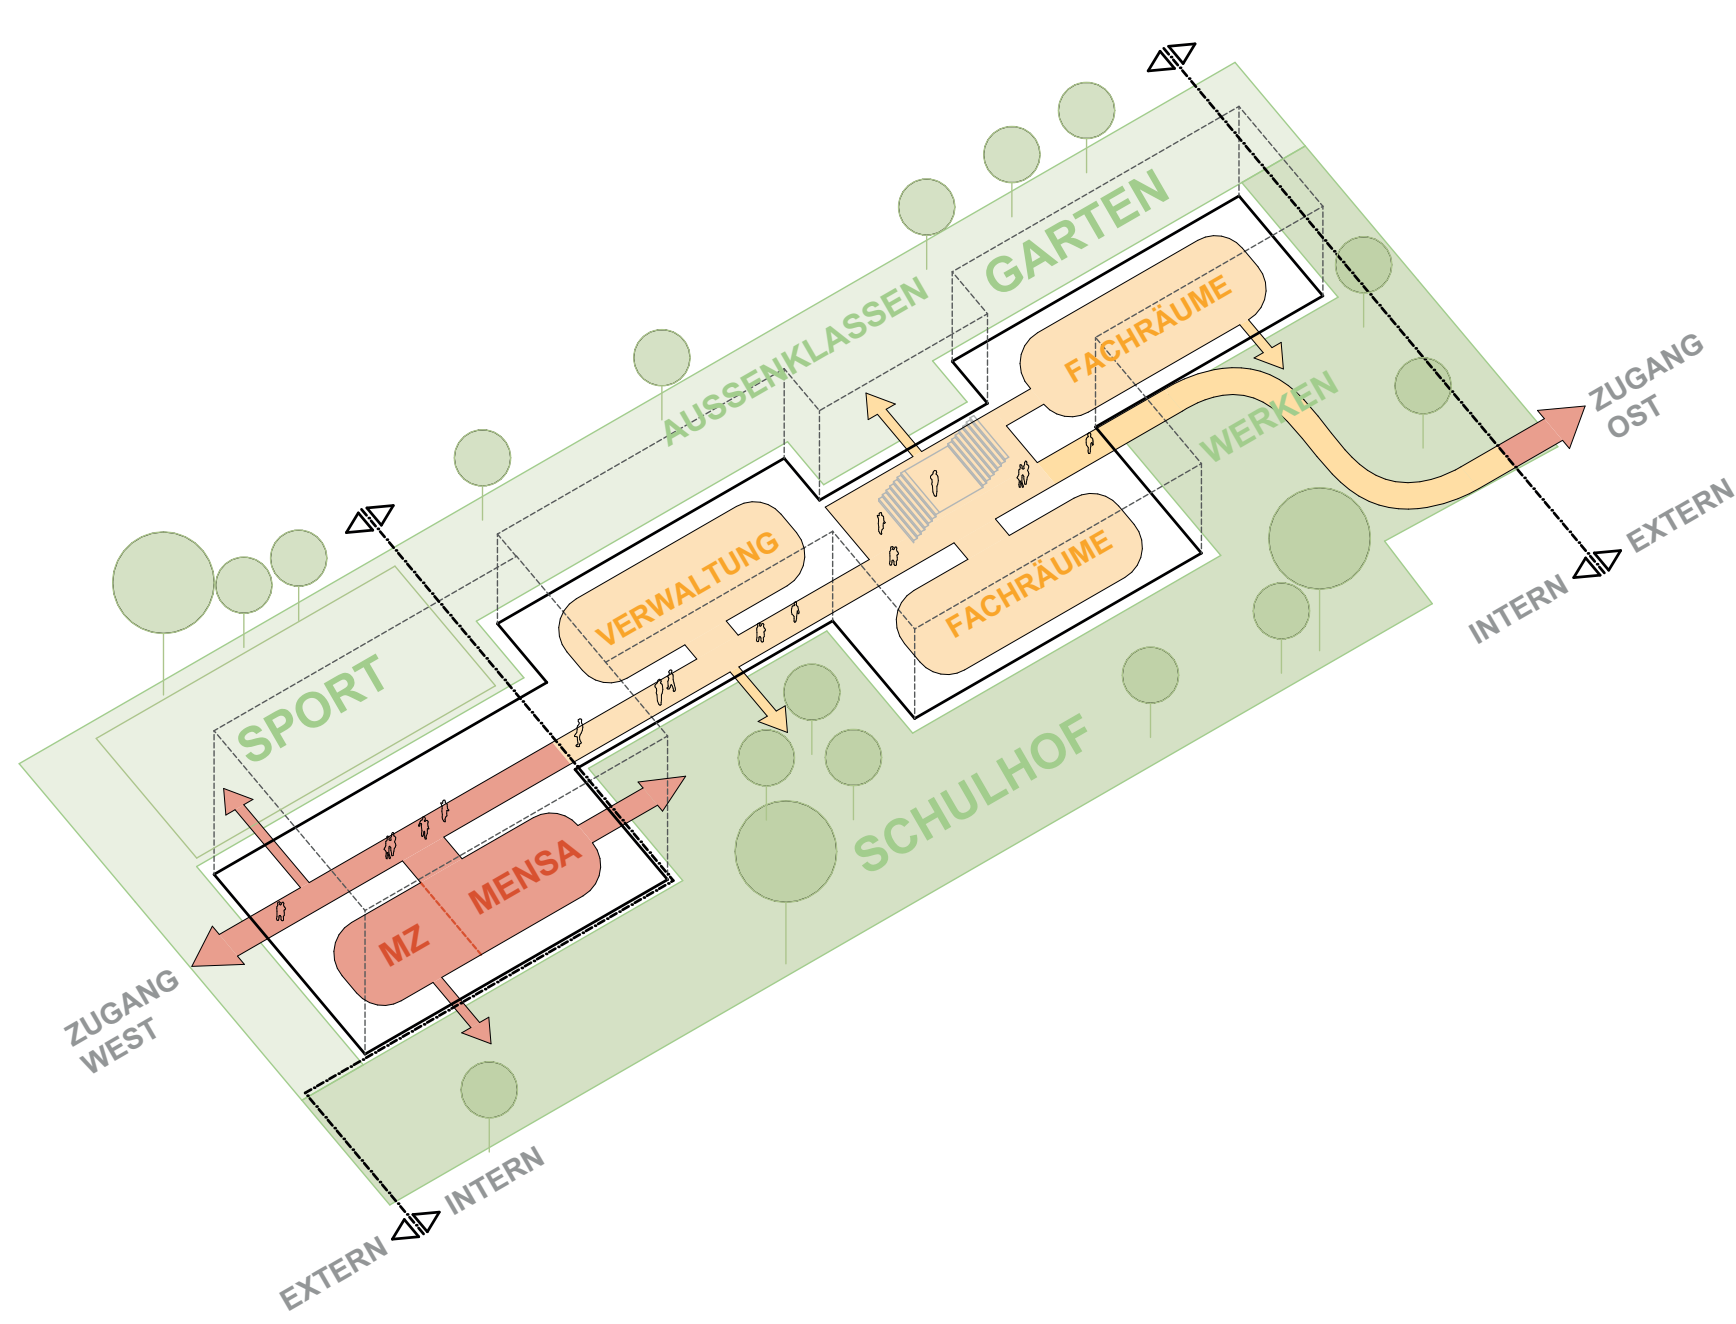 GARTEN
AUSSENKLASSEN
FACHRÄUME
ZUGANG
OST
WERKEN
EXTERN
INTERN
VERWALTUNG
FACHRÄUME
SPORT
SCHULHOF
MENSA
MZ
ZUGANG
WEST
INTERN
EXTERN